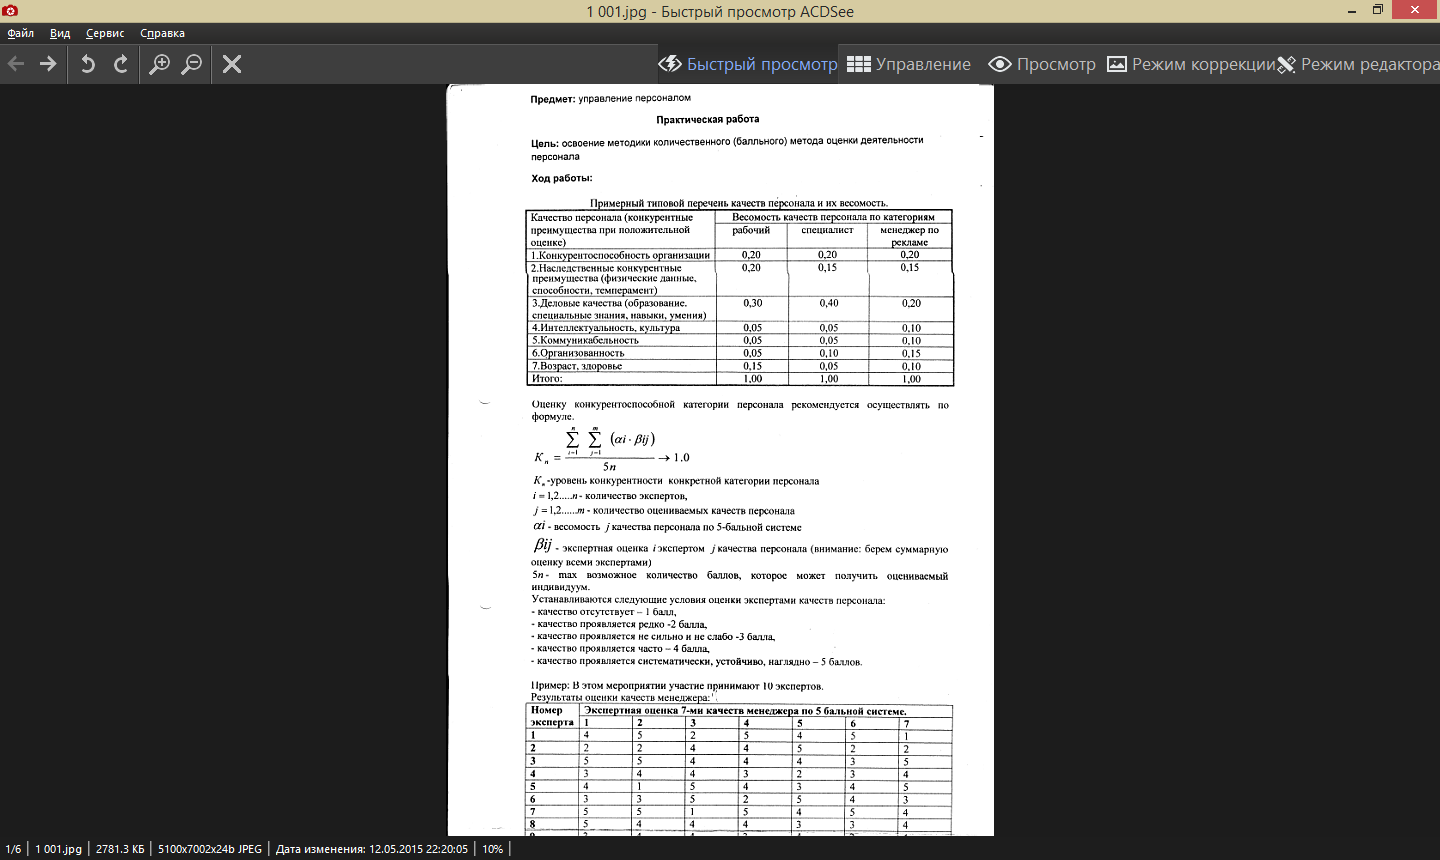 1 001.jpg - Быстрый просмотр ACDSee
Файл Вид Сервис Справка
Быстрый просмотр Управление Просмотр Режим коррекции Режим редактора
Предмет: управление персоналом
Практическая работа
Цель: освоение методики количественного (балльного) метода оценки деятельности
персонала
Ход работы:
Примерный типовой перечень качеств персонала и их весомость.
Качество персонала (конкурентные Весомость качеств персонала по категориям
преимущества при положительной рабочий специалист менеджер по
оценке) рекламе
1.Конкурентоспособность организации 0,20 0,20 0,20
2.Наследственные конкурентные 0,20 0,15 0,15
преимущества (физические данные,
способности, темперамент)
3.Деловые качества (образование. 0,30 0,40 0,20
специальные знания, навыки, умения)
4.Интеллектуальность, культура 0,05 0,05 0,10
5.Коммуникабельность 0,05 0,05 0,10
6.Организованность 0,05 0,10 0,15
7.Возраст, здоровье 0,15 0,05 0,10
Итого: 1,00 1,00 1,00
Оценку конкурентоспособной категории персонала рекомендуется осуществлять по
формуле.
n m
∑ ∑ (αi · βij)
i=1 j=1
K n = → 1.0
5n
K n -уровень конкурентности конкретной категории персонала
i = 1,2.....n - количество экспертов,
j = 1,2......m - количество оцениваемых качеств персонала
αi - весомость j качества персонала по 5-бальной системе
βij - экспертная оценка i экспертом j качества персонала (внимание: берем суммарную
оценку всеми экспертами)
5n - max возможное количество баллов, которое может получить оцениваемый
индивидуум.
Устанавливаются следующие условия оценки экспертами качеств персонала:
- качество отсутствует – 1 балл,
- качество проявляется редко -2 балла,
- качество проявляется не сильно и не слабо -3 балла,
- качество проявляется часто – 4 балла,
- качество проявляется систематически, устойчиво, наглядно – 5 баллов.
Пример: В этом мероприятии участие принимают 10 экспертов.
Результаты оценки качеств менеджера:
Номер Экспертная оценка 7-ми качеств менеджера по 5 бальной системе.
эксперта 1 2 3 4 5 6 7
1 4 5 2 5 4 5 1
2 2 2 4 4 5 2 2
3 5 5 4 4 4 3 5
4 3 4 4 3 2 3 4
5 4 1 5 4 3 4 5
6 3 3 5 2 5 4 3
7 5 5 1 5 4 5 4
8 5 4 4 4 3 3 4
1/6 1 001.jpg 2781.3 КБ 5100x7002x24b JPEG Дата изменения: 12.05.2015 22:20:05 10%